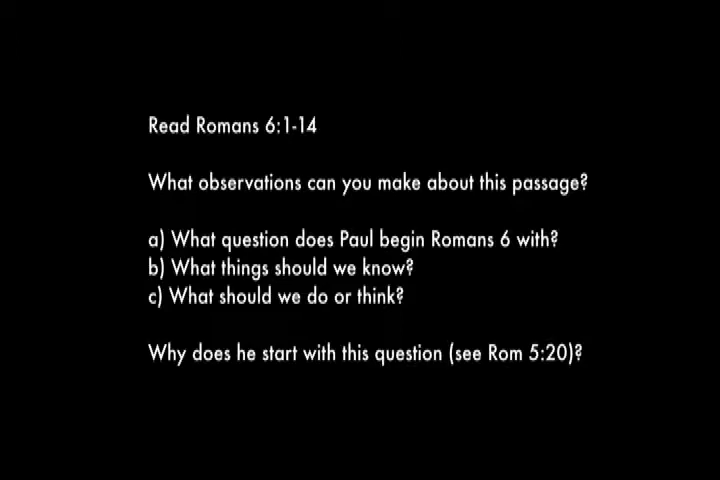 Read Romans 6:1-14
What observations can you make about this passage?
a) What question does Paul begin Romans 6 with?
b) What things should we know?
c) What should we do or think?
Why does he start with this question (see Rom 5:20)?